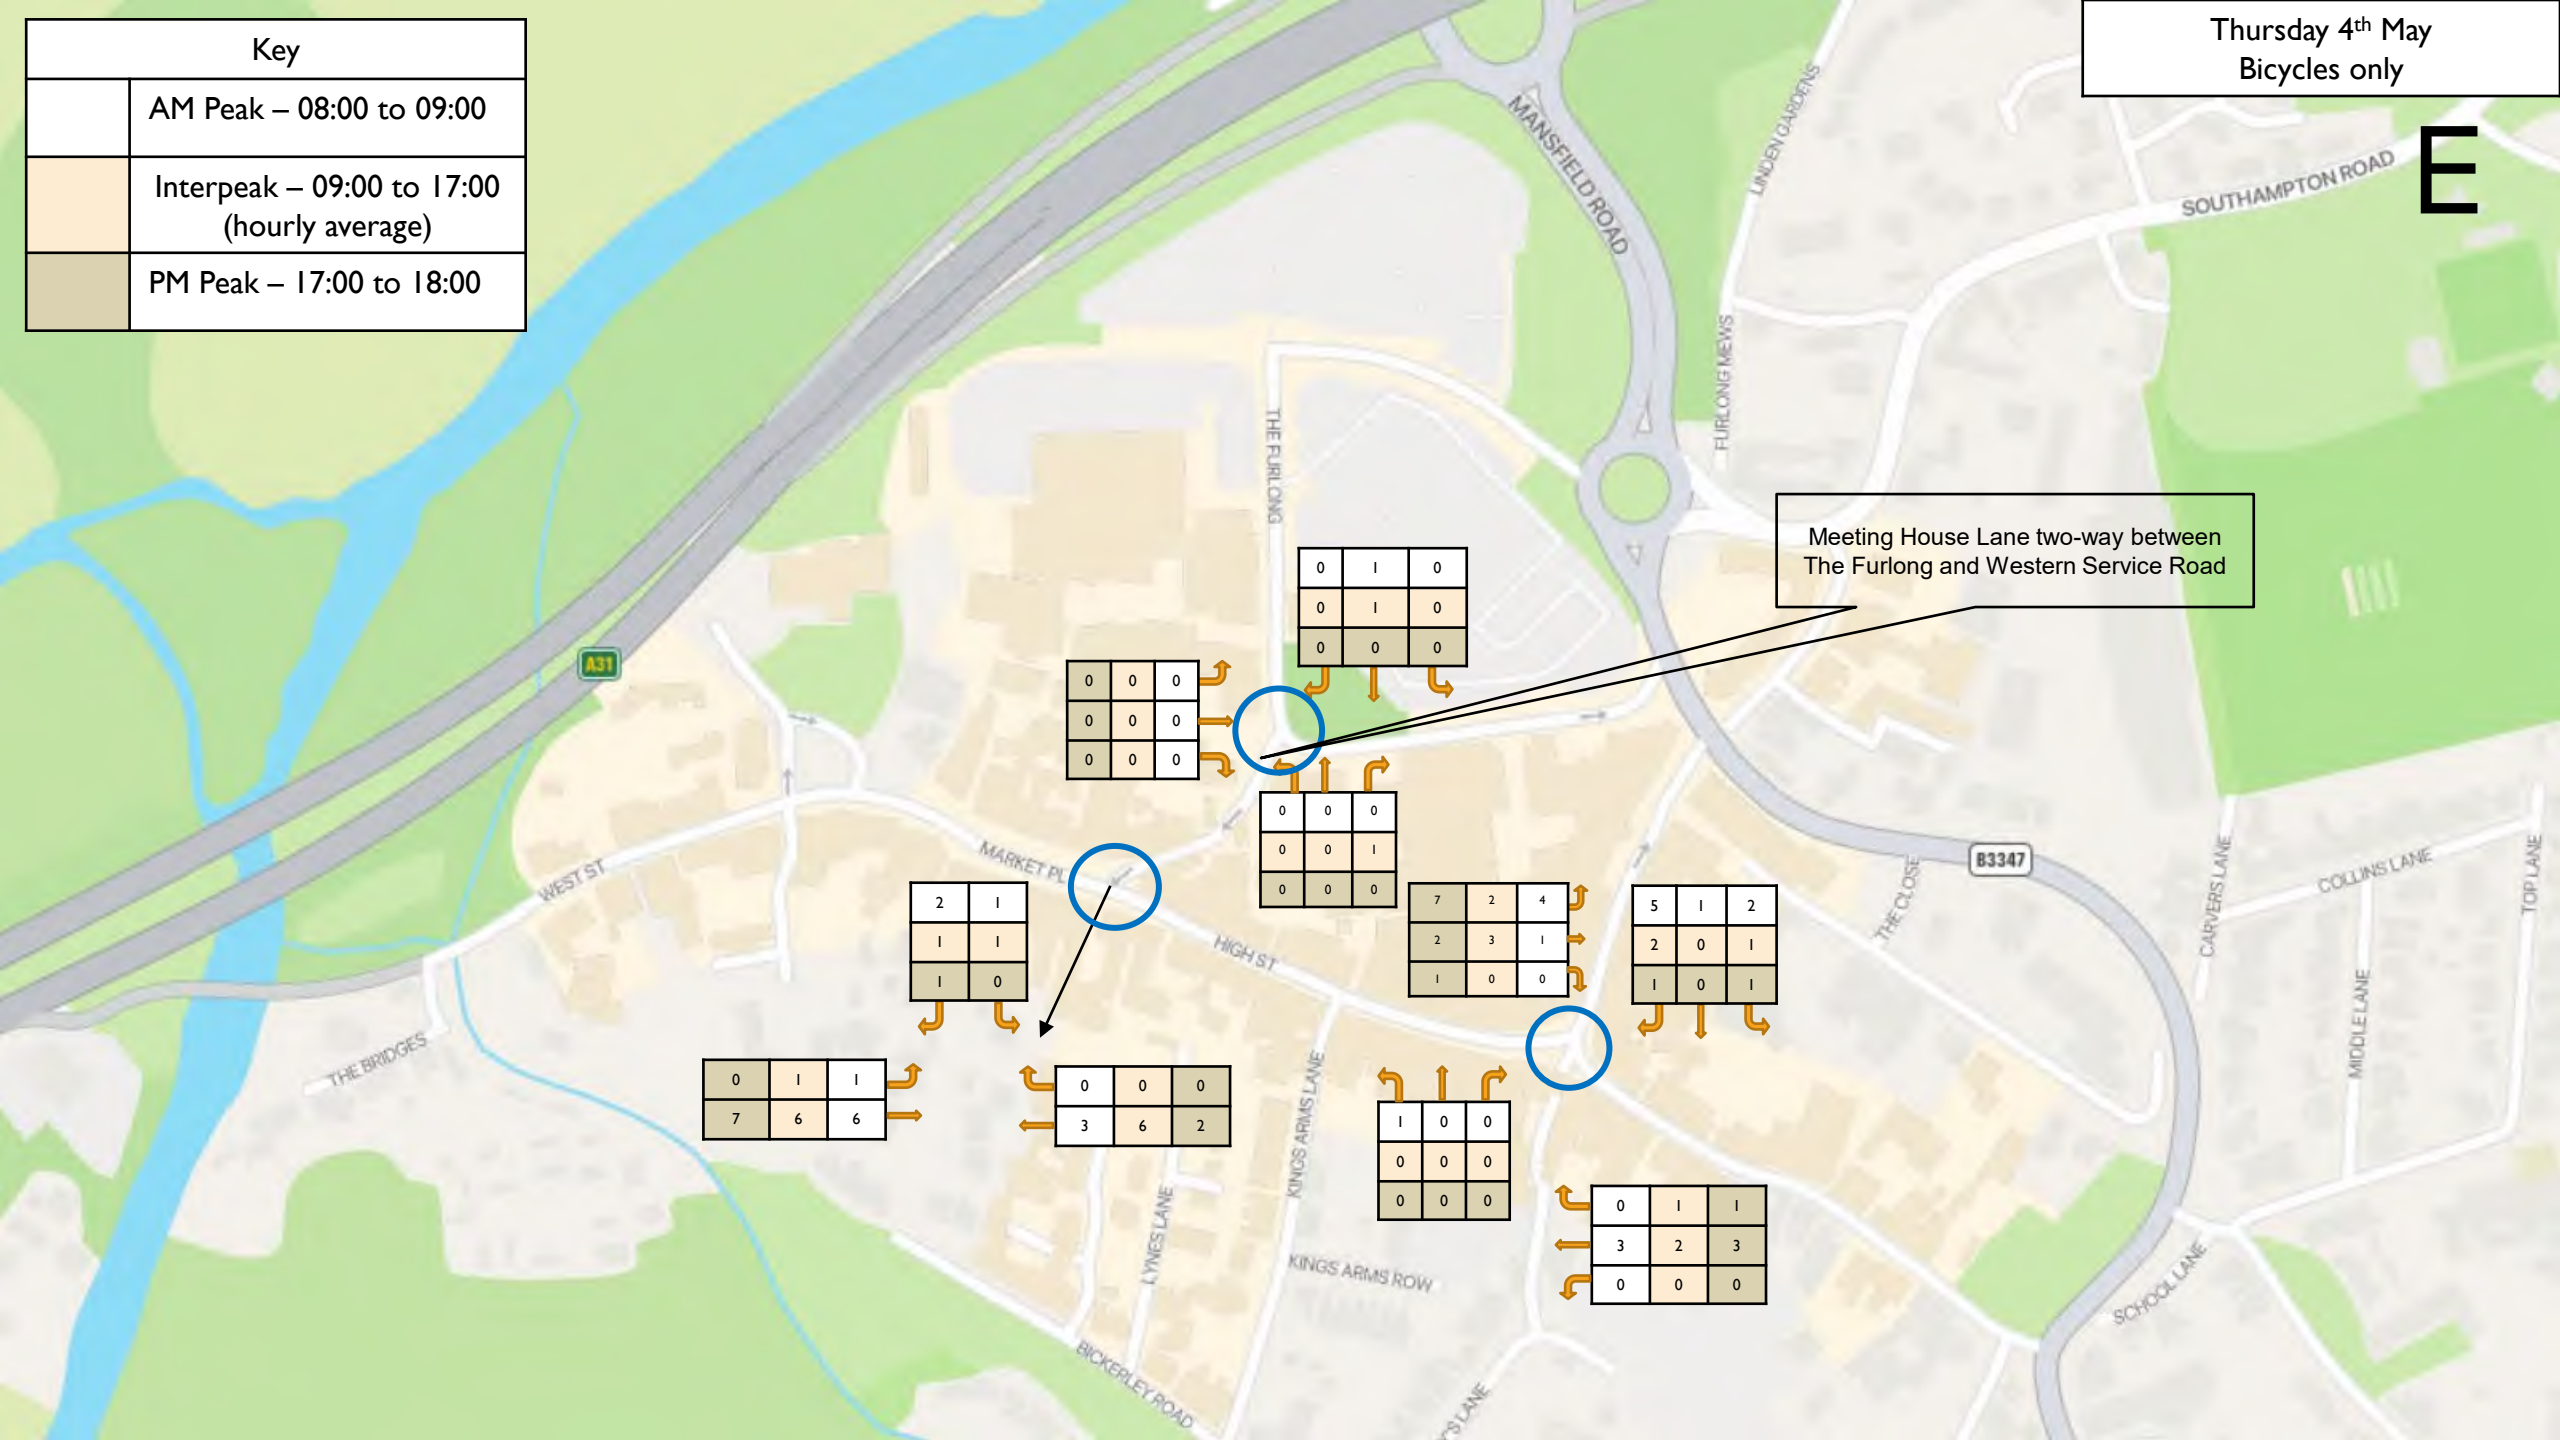 Key
AM Peak – 08:00 to 09:00
Interpeak – 09:00 to 17:00
(hourly average)
PM Peak – 17:00 to 18:00
Thursday 4th May
Bicycles only
E
MANSFIELD ROAD
LINDEN GARDENS
SOUTHAMPTON ROAD
FURLONG MEWS
THE FURLONG
Meeting House Lane two-way between
The Furlong and Western Service Road
A31
0 1 0
0 1 0
0 0 0
0 0 0
0 0 0
0 0 0
0 0 0
0 0 1
0 0 0
MARKET PL
WEST ST
HIGH ST
B3347
THE CLOSE
CARVERS LANE
COLLINS LANE
TOP LANE
MIDDLE LANE
2 1
1 1
1 0
7 2 4
2 3 1
1 0 0
5 1 2
2 0 1
1 0 1
THE BRIDGES
0 1 1
7 6 6
0 0 0
3 6 2
KINGS ARMS LANE
1 0 0
0 0 0
0 0 0
0 1 1
3 2 3
0 0 0
LYNES LANE
KINGS ARMS ROW
SCHOOL LANE
BICKERLEY ROAD
'S LANE